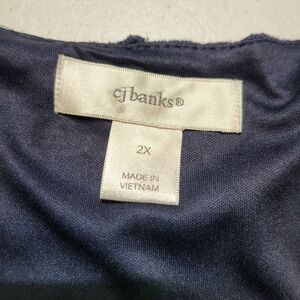 cj banks®
2X
MADE IN
VIETNAM